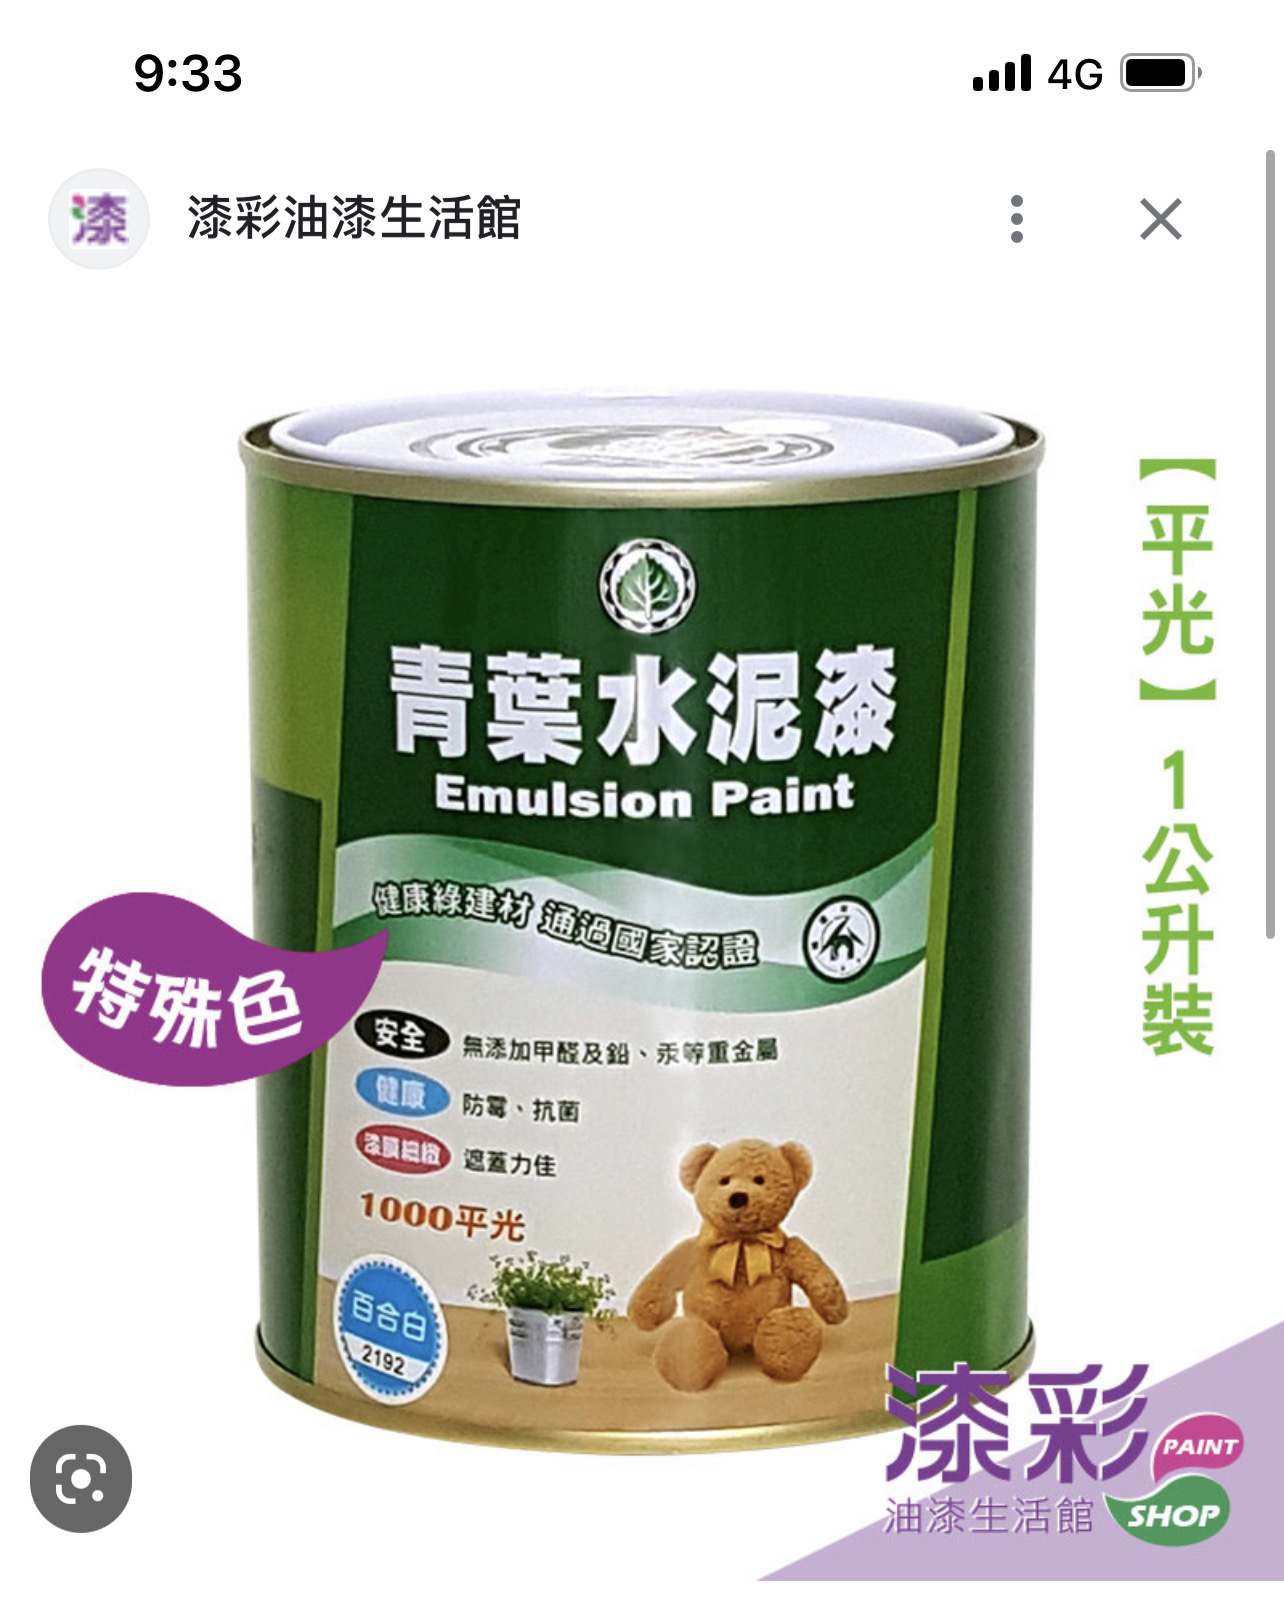 9:33
4G
漆
漆彩油漆生活館
【平光】1公升裝
青葉水泥漆
Emulsion Paint
健康綠建材 通過國家認證
特殊色
安全 無添加甲醛及鉛、汞等重金屬
健康 防霉、抗菌
漆膜細緻 遮蓋力佳
1000平光
百合白
2192
漆彩
PAINT
油漆生活館
SHOP